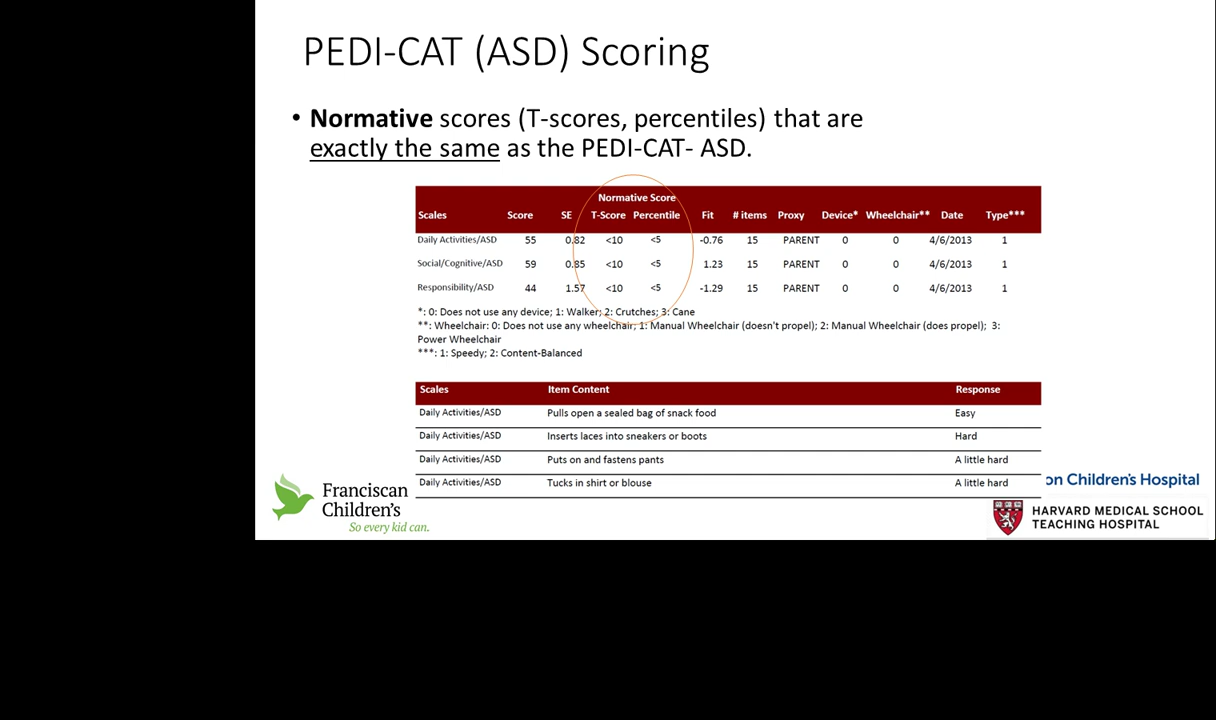 PEDI-CAT (ASD) Scoring
• Normative scores (T-scores, percentiles) that are
exactly the same as the PEDI-CAT- ASD.
Normative Score
Scales Score SE T-Score Percentile Fit # items Proxy Device* Wheelchair** Date Type***
Daily Activities/ASD 55 0.82 <10 <5 -0.76 15 PARENT 0 0 4/6/2013 1
Social/Cognitive/ASD 59 0.85 <10 <5 1.23 15 PARENT 0 0 4/6/2013 1
Responsibility/ASD 44 1.57 <10 <5 -1.29 15 PARENT 0 0 4/6/2013 1
*: 0: Does not use any device; 1: Walker; 2: Crutches; 3: Cane
**: Wheelchair: 0: Does not use any wheelchair; 1: Manual Wheelchair (doesn't propel); 2: Manual Wheelchair (does propel); 3:
Power Wheelchair
***: 1: Speedy; 2: Content-Balanced
Scales Item Content Response
Daily Activities/ASD Pulls open a sealed bag of snack food Easy
Daily Activities/ASD Inserts laces into sneakers or boots Hard
Daily Activities/ASD Puts on and fastens pants A little hard
Daily Activities/ASD Tucks in shirt or blouse A little hard
Franciscan
Children's
So every kid can.
on Children's Hospital
HARVARD MEDICAL SCHOOL
TEACHING HOSPITAL